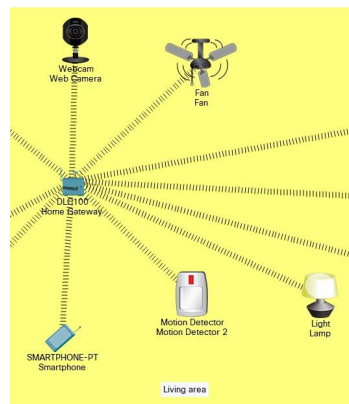 Webcam
Web Camera
Fan
Fan
DLC100
Home Gateway
Motion Detector
Motion Detector 2
Light
Lamp
SMARTPHONE-PT
Smartphone
Living area